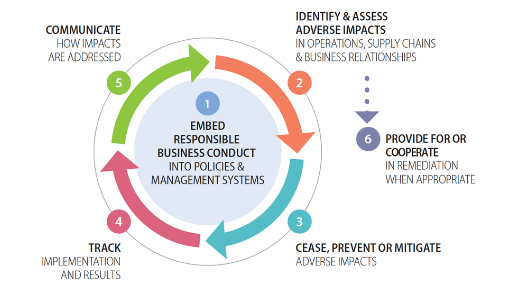 1
EMBED
RESPONSIBLE
BUSINESS CONDUCT
INTO POLICIES &
MANAGEMENT SYSTEMS
IDENTIFY & ASSESS
ADVERSE IMPACTS
IN OPERATIONS, SUPPLY CHAINS
& BUSINESS RELATIONSHIPS
2
3
CEASE, PREVENT OR MITIGATE
ADVERSE IMPACTS
4
TRACK
IMPLEMENTATION
AND RESULTS
COMMUNICATE
HOW IMPACTS
ARE ADDRESSED
5
6
PROVIDE FOR OR
COOPERATE
IN REMEDIATION
WHEN APPROPRIATE